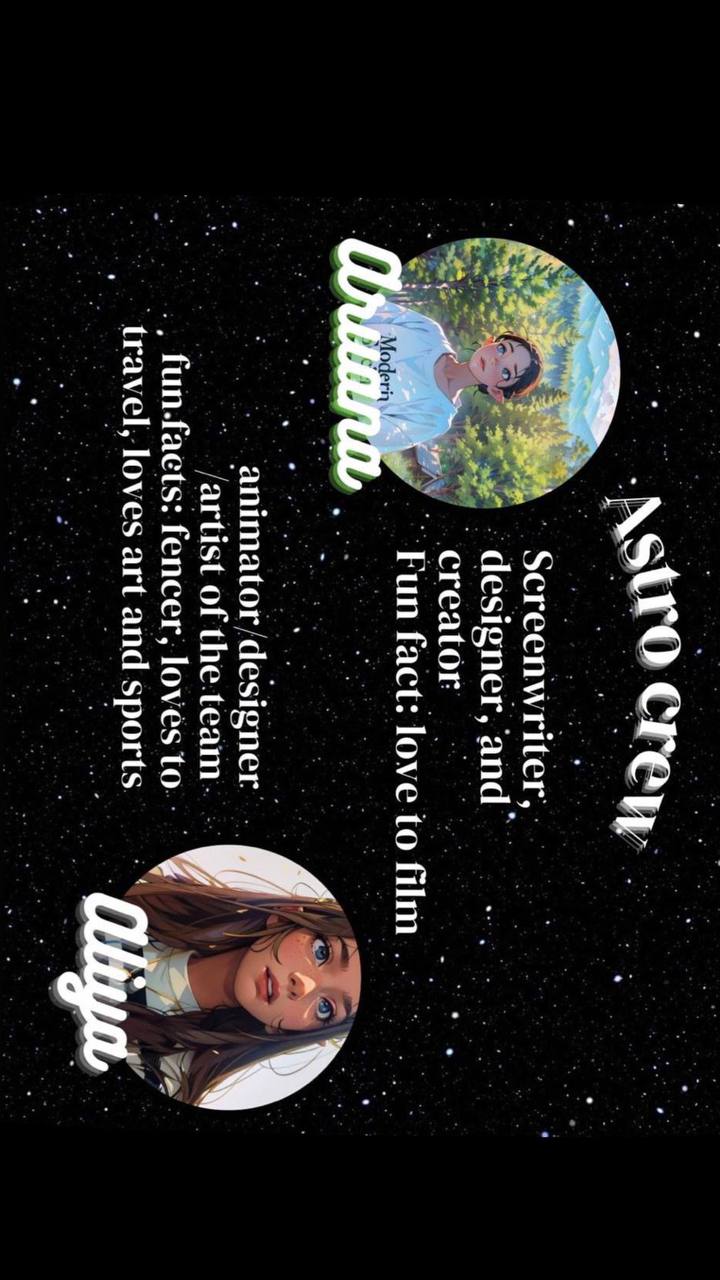 Astro crew
Screenwriter,
designer, and
creator
Fun fact: love to film
Modern
Aruana
animator/designer
/artist of the team
fun facts: fencer, loves to
travel, loves art and sports
Aliya